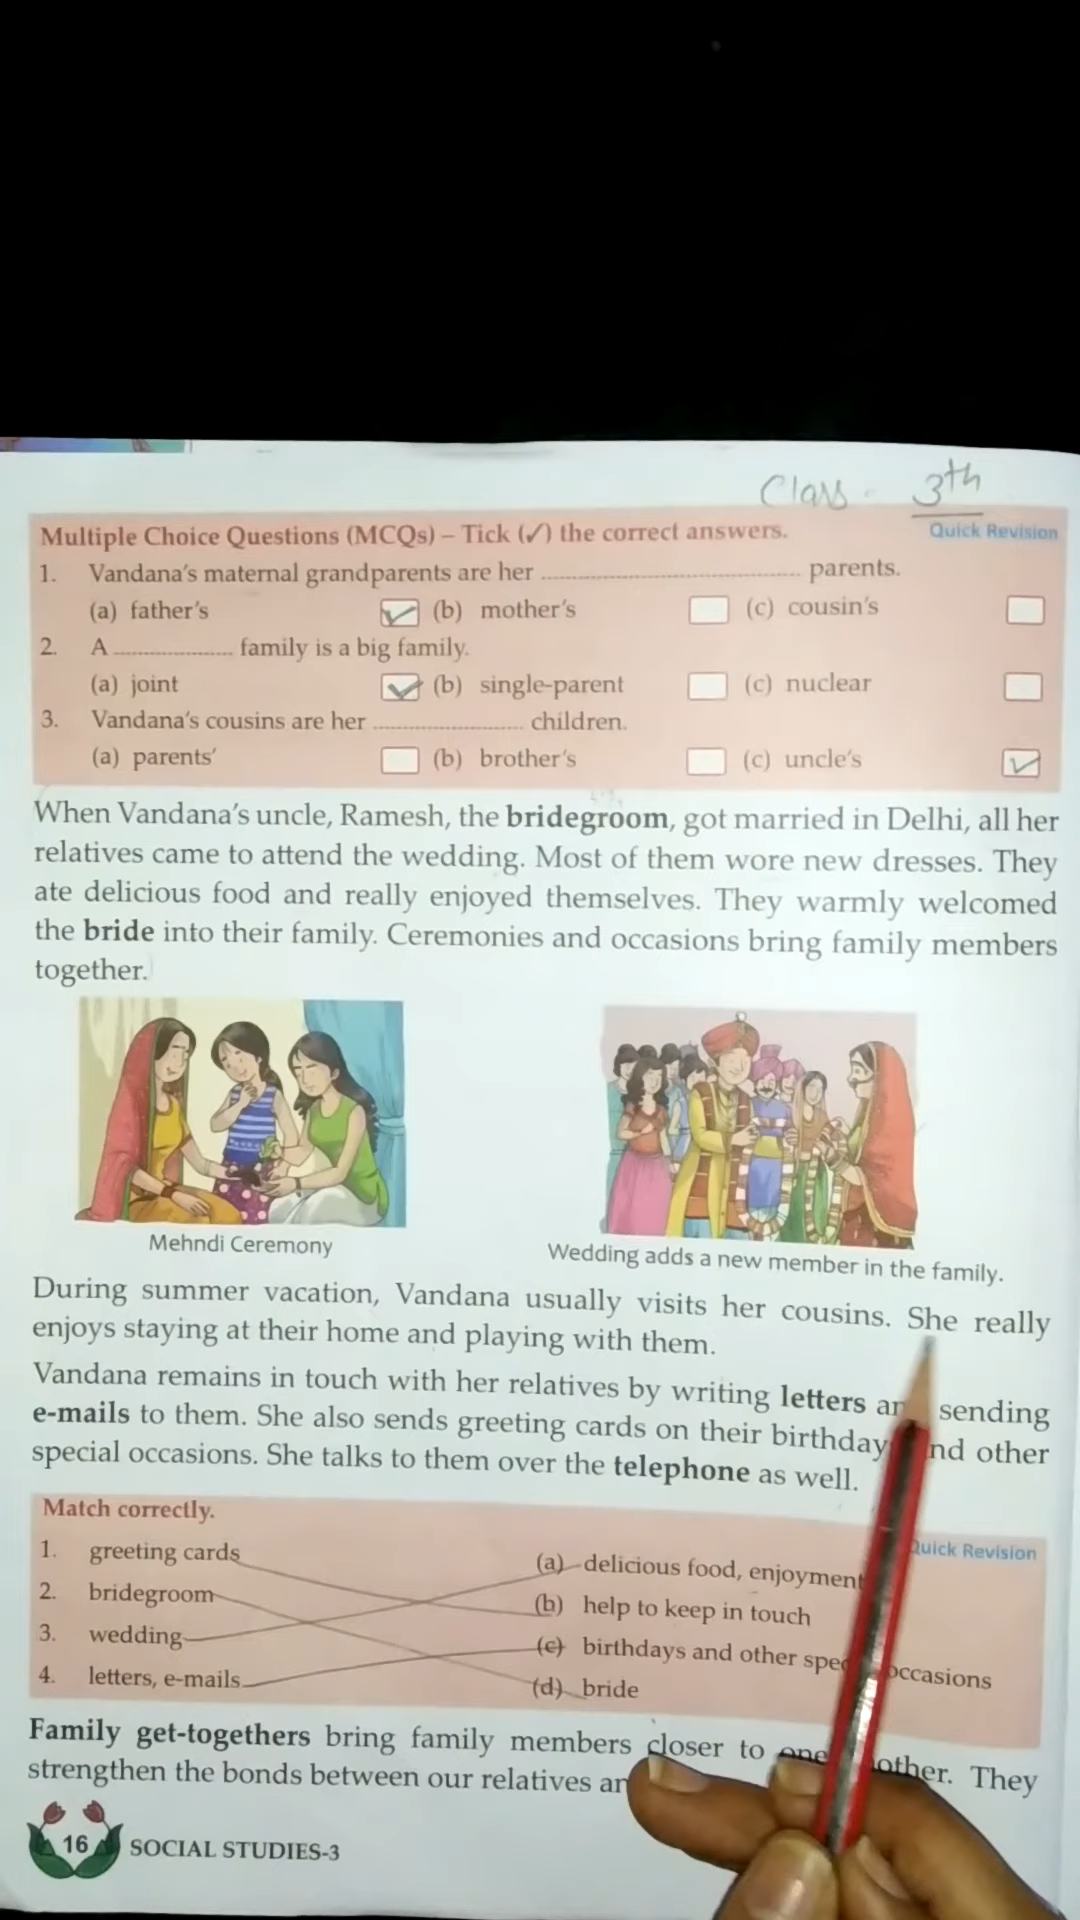 Class - 3th
Multiple Choice Questions (MCQs) – Tick (✓) the correct answers.
Quick Revision
1. Vandana's maternal grandparents are her ........................ parents.
(a) father's ✓ (b) mother's (c) cousin's
2. A .................. family is a big family.
(a) joint ✓ (b) single-parent (c) nuclear
3. Vandana's cousins are her ...................... children.
(a) parents' (b) brother's (c) uncle's ✓
When Vandana's uncle, Ramesh, the bridegroom, got married in Delhi, all her
relatives came to attend the wedding. Most of them wore new dresses. They
ate delicious food and really enjoyed themselves. They warmly welcomed
the bride into their family. Ceremonies and occasions bring family members
together.
Mehndi Ceremony
Wedding adds a new member in the family.
During summer vacation, Vandana usually visits her cousins. She really
enjoys staying at their home and playing with them.
Vandana remains in touch with her relatives by writing letters sending
e-mails to them. She also sends greeting cards on their birthday other
special occasions. She talks to them over the telephone as well.
Match correctly.
Quick Revision
1. greeting cards (a) delicious food, enjoyment
2. bridegroom (b) help to keep in touch
3. wedding (c) birthdays and other occasions
4. letters, e-mails (d) bride
Family get-togethers bring family members closer to one other. They
strengthen the bonds between our relatives
16 SOCIAL STUDIES-3